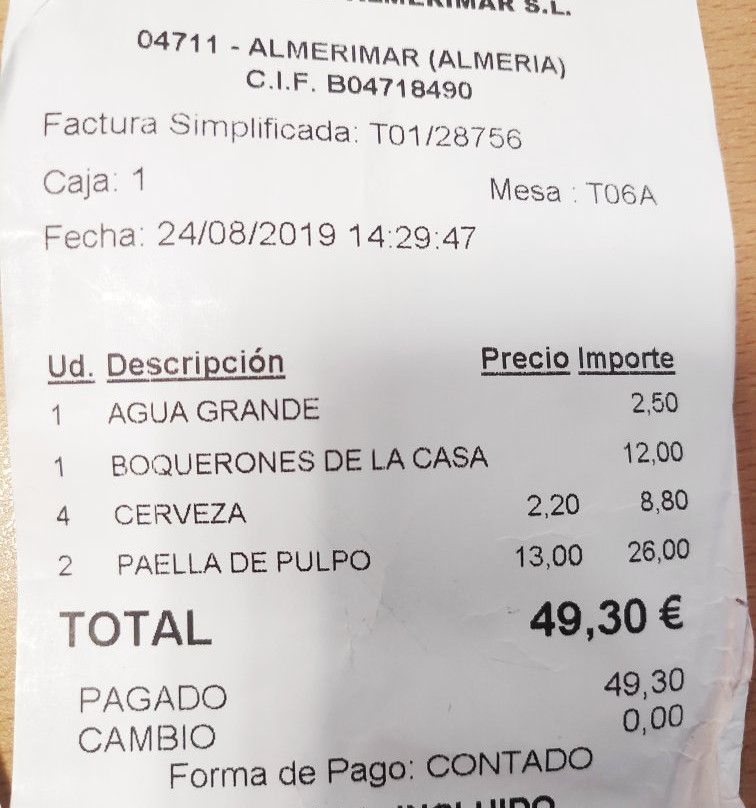 ALMERIMAR S.L.
04711 - ALMERIMAR (ALMERIA)
C.I.F. B04718490
Factura Simplificada: T01/28756
Caja: 1 Mesa : T06A
Fecha: 24/08/2019 14:29:47
Ud. Descripción Precio Importe
1 AGUA GRANDE 2,50
1 BOQUERONES DE LA CASA 12,00
4 CERVEZA 2,20 8,80
2 PAELLA DE PULPO 13,00 26,00
TOTAL 49,30 €
PAGADO 49,30
CAMBIO 0,00
Forma de Pago: CONTADO
INCLUIDO